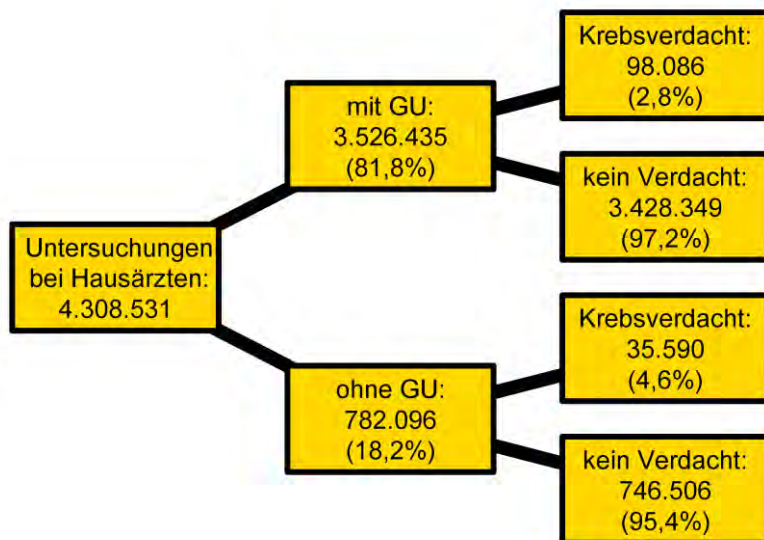 Untersuchungen
bei Hausärzten:
4.308.531
mit GU:
3.526.435
(81,8%)
Krebsverdacht:
98.086
(2,8%)
kein Verdacht:
3.428.349
(97,2%)
ohne GU:
782.096
(18,2%)
Krebsverdacht:
35.590
(4,6%)
kein Verdacht:
746.506
(95,4%)